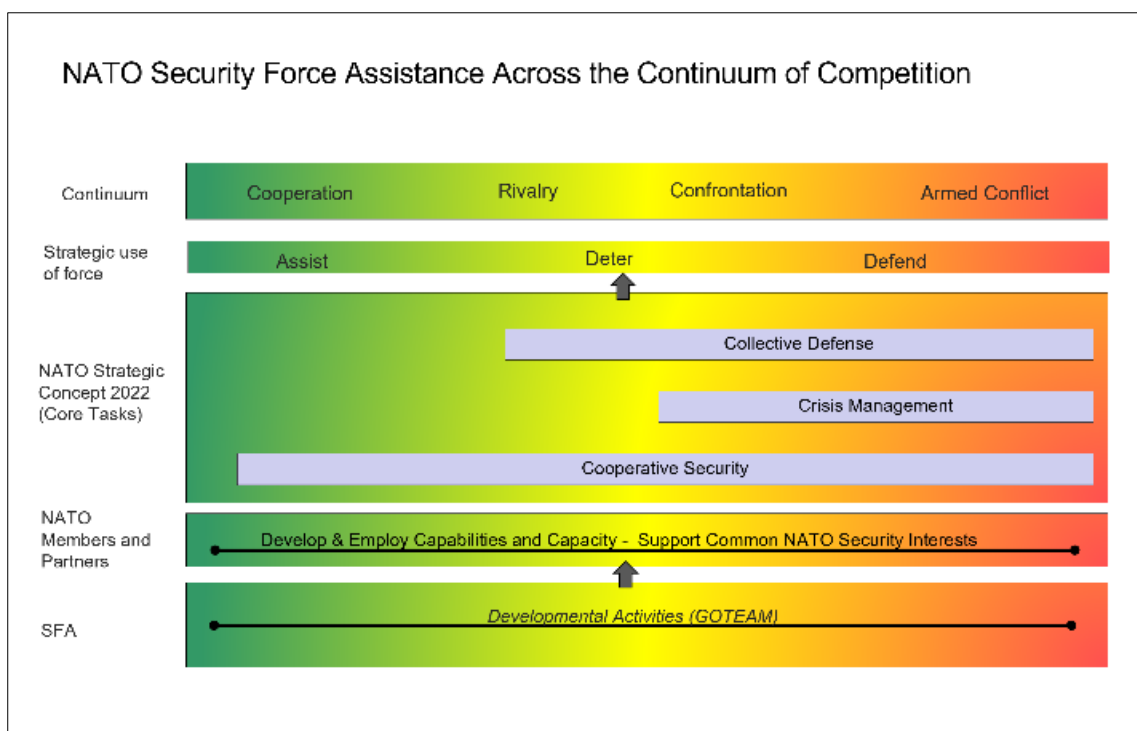 NATO Security Force Assistance Across the Continuum of Competition
Continuum
Cooperation
Rivalry
Confrontation
Armed Conflict
Strategic use
of force
Assist
Deter
Defend
NATO Strategic
Concept 2022
(Core Tasks)
Collective Defense
Crisis Management
Cooperative Security
NATO
Members and
Partners
Develop & Employ Capabilities and Capacity - Support Common NATO Security Interests
SFA
Developmental Activities (GOTEAM)